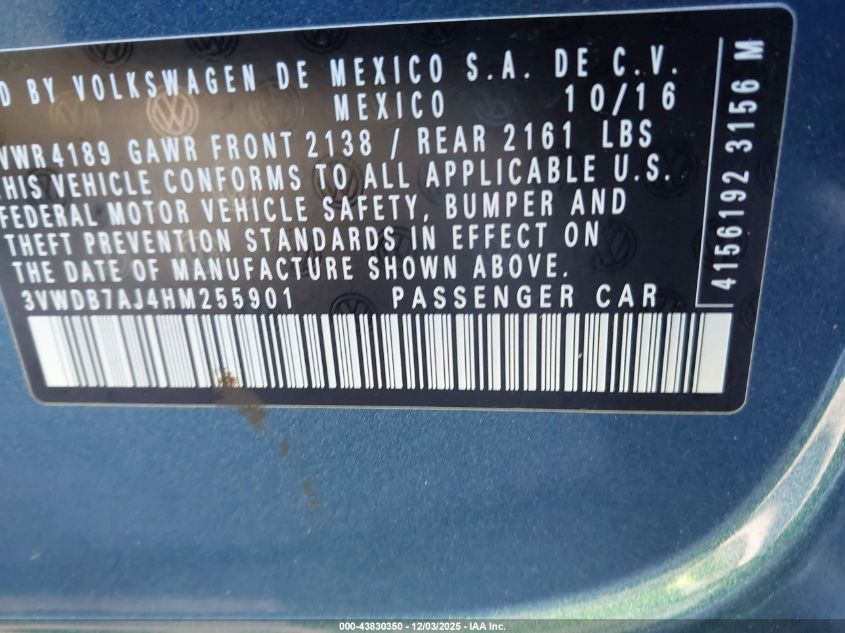 D BY VOLKSWAGEN DE MEXICO S.A. DE C.V.
MEXICO 10/16
VWR4189 GAWR FRONT 2138 / REAR 2161 LBS
HIS VEHICLE CONFORMS TO ALL APPLICABLE U.S.
FEDERAL MOTOR VEHICLE SAFETY, BUMPER AND
THEFT PREVENTION STANDARDS IN EFFECT ON
THE DATE OF MANUFACTURE SHOWN ABOVE.
3VWDB7AJ4HM255901 PASSENGER CAR
4156192 3156 M
000-43830350 - 12/03/2025 - IAA Inc.